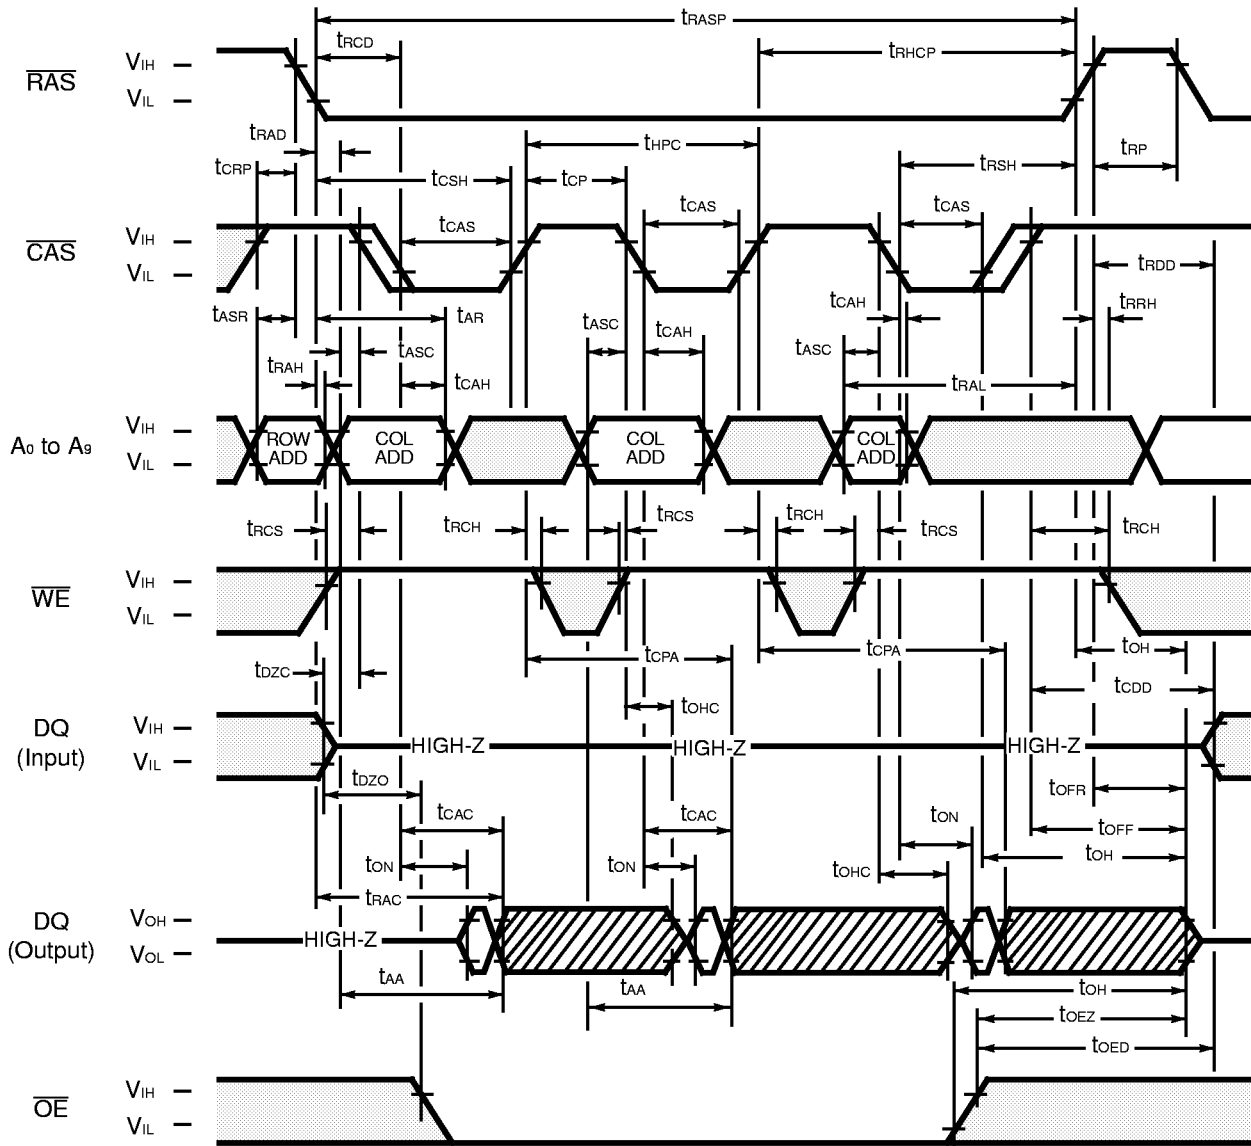 tRASP
tRCD
tRHCP
RAS
VIH
VIL
tRAD
tHPC
tRP
tCRP
tCSH
tCP
tRSH
tCAS
tCAS
tCAS
CAS
VIH
VIL
tRDD
tASR
tAR
tASC
tCAH
tCAH
tRRH
tRAH
tASC
tASC
tCAH
tRAL
A0 to A9
VIH
VIL
ROW ADD
COL ADD
COL ADD
COL ADD
tRCS
tRCH
tRCS
tRCH
tRCS
tRCH
WE
VIH
VIL
tCPA
tCPA
tOH
tDZC
tCDD
tOHC
DQ (Input)
VIH
VIL
HIGH-Z
HIGH-Z
HIGH-Z
tDZO
tOFR
tCAC
tCAC
tON
tOFF
tON
tON
tOHC
tOH
tRAC
DQ (Output)
VOH
VOL
HIGH-Z
tAA
tAA
tOH
tOEZ
tOED
OE
VIH
VIL